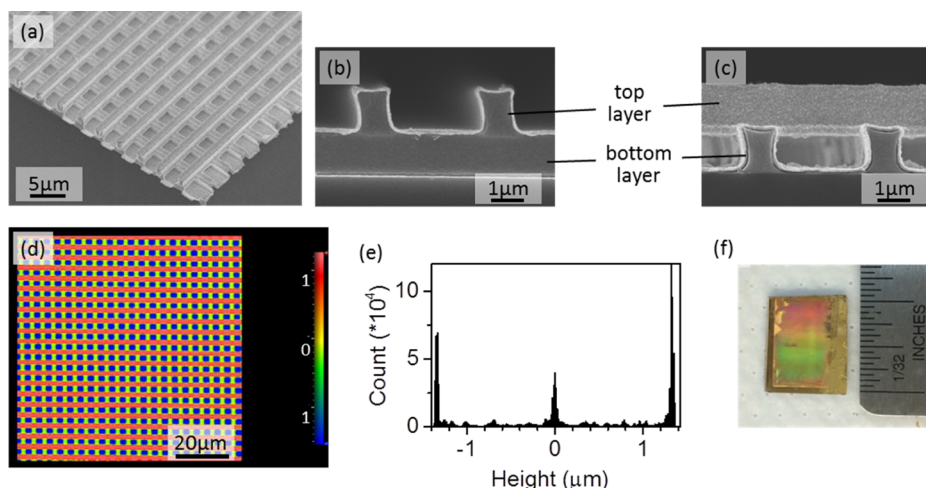 (a)
5μm
(b)
top
layer
bottom
layer
1μm
(c)
1μm
(d)
1
0
1
20μm
(e)
Count (*10⁴)
10
5
0
-1
0
1
Height (μm)
(f)
1/32
INCHES